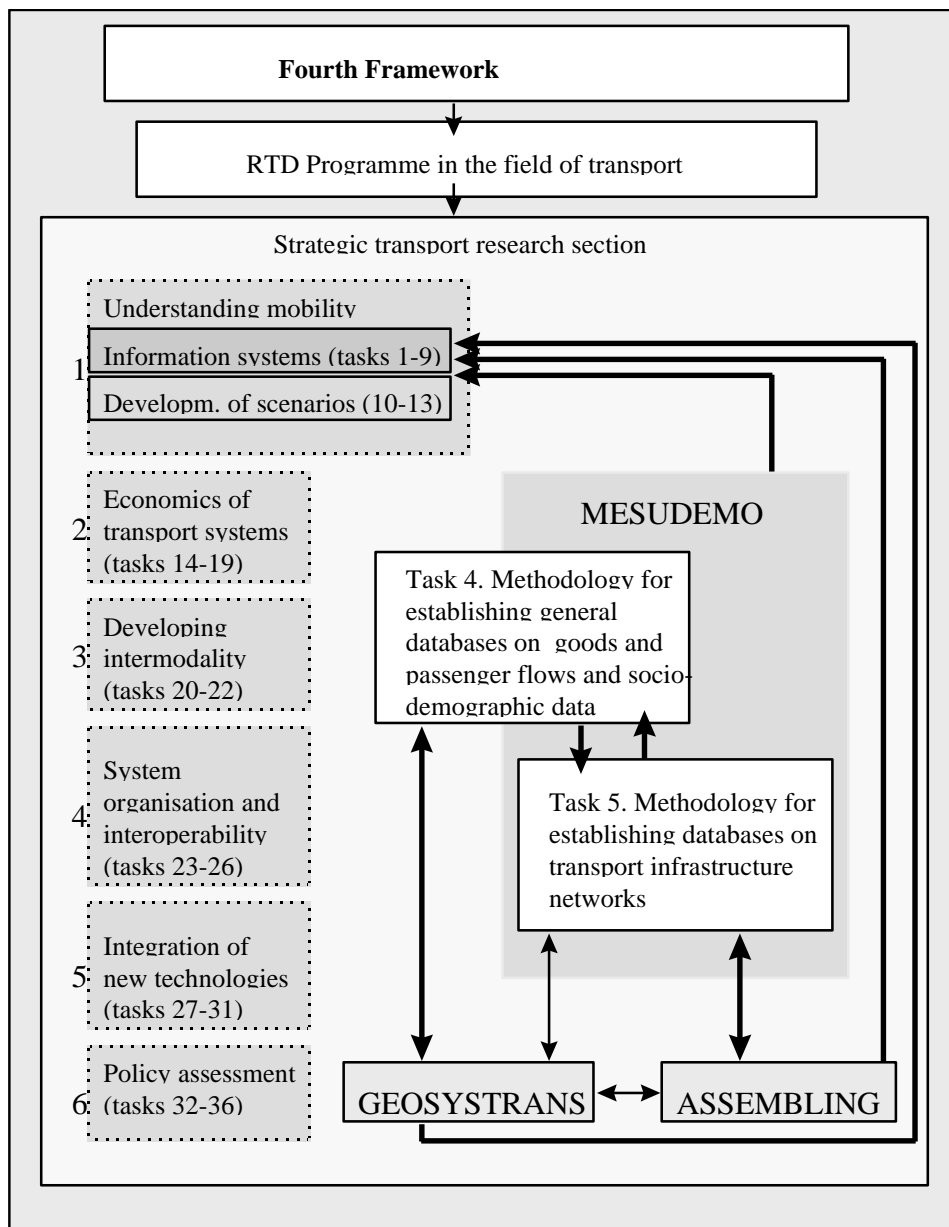 Fourth Framework
RTD Programme in the field of transport
Strategic transport research section
Understanding mobility
1
Information systems (tasks 1-9)
Developm. of scenarios (10-13)
2
Economics of
transport systems
(tasks 14-19)
3
Developing
intermodality
(tasks 20-22)
4
System
organisation and
interoperability
(tasks 23-26)
5
Integration of
new technologies
(tasks 27-31)
6
Policy assessment
(tasks 32-36)
MESUDEMO
Task 4. Methodology for
establishing general
databases on goods and
passenger flows and socio-
demographic data
Task 5. Methodology for
establishing databases on
transport infrastructure
networks
GEOSYSTRANS
ASSEMBLING